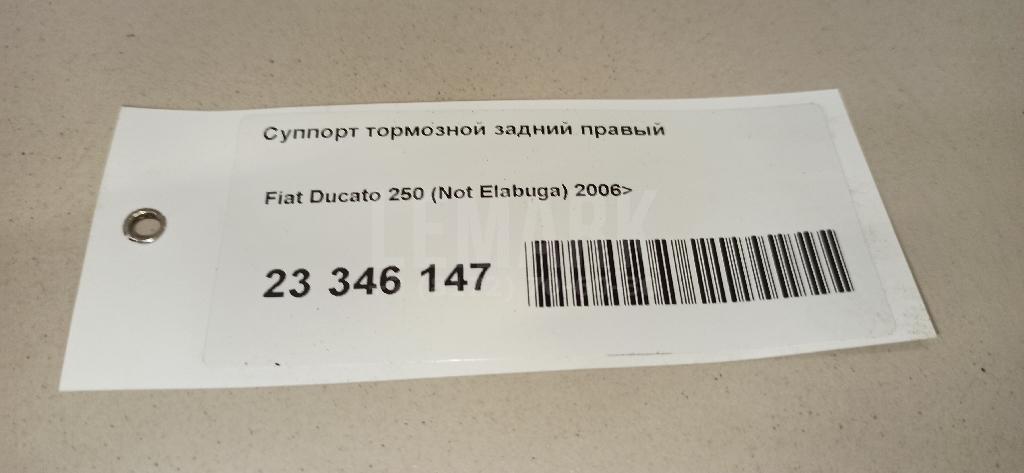 Суппорт тормозной задний правый
Fiat Ducato 250 (Not Elabuga) 2006>
LEMARK
23 346 147